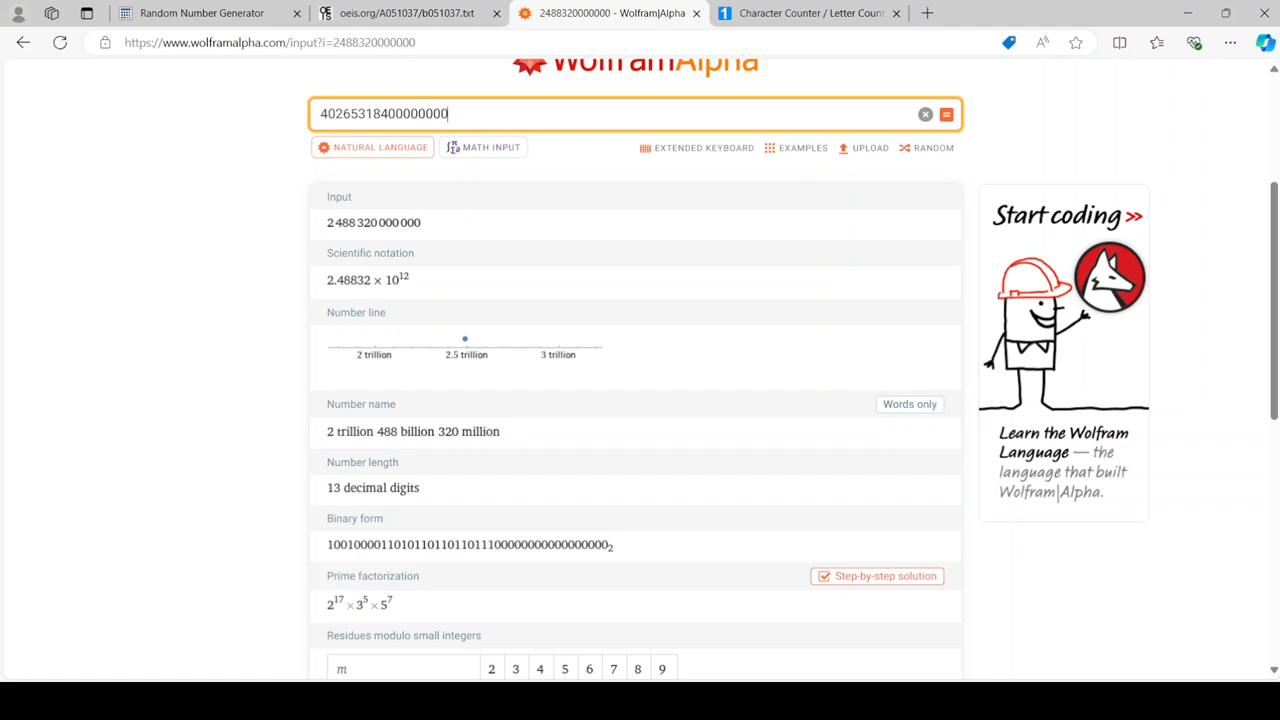 Random Number Generator
oeis.org/A051037/b051037.txt
2488320000000 - Wolfram|Alpha
Character Counter / Letter Count
https://www.wolframalpha.com/input?i=2488320000000
WolframAlpha
40265318400000000
NATURAL LANGUAGE
MATH INPUT
EXTENDED KEYBOARD
EXAMPLES
UPLOAD
RANDOM
Input
2 488 320 000 000
Scientific notation
2.48832 × 10^12
Number line
2 trillion
2.5 trillion
3 trillion
Number name
Words only
2 trillion 488 billion 320 million
Number length
13 decimal digits
Binary form
Prime factorization
Step-by-step solution
2^17 × 3^5 × 5^7
Residues modulo small integers
m 2 3 4 5 6 7 8 9
Start coding »
Learn the Wolfram
Language — the
language that built
Wolfram|Alpha.